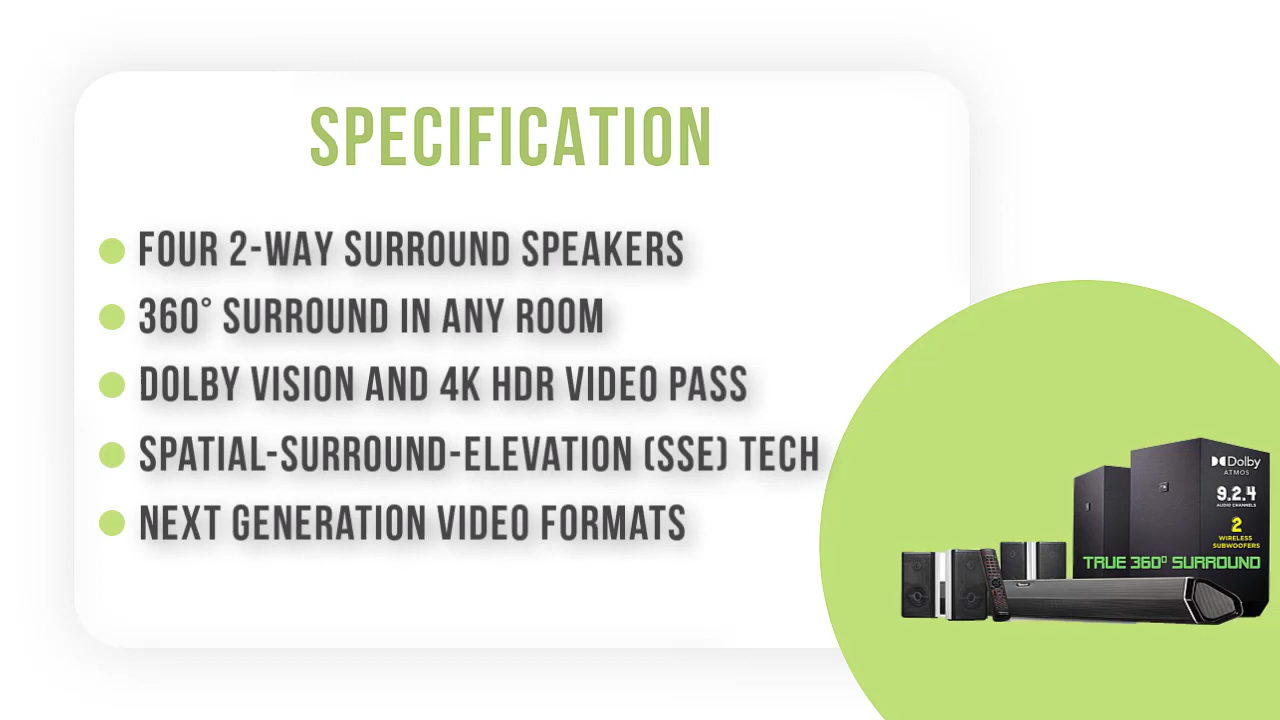 SPECIFICATION
FOUR 2-WAY SURROUND SPEAKERS
360° SURROUND IN ANY ROOM
DOLBY VISION AND 4K HDR VIDEO PASS
SPATIAL-SURROUND-ELEVATION (SSE) TECH
NEXT GENERATION VIDEO FORMATS
Dolby
ATMOS
9.2.4
AUDIO CHANNELS
2
WIRELESS
SUBWOOFERS
TRUE 360° SURROUND